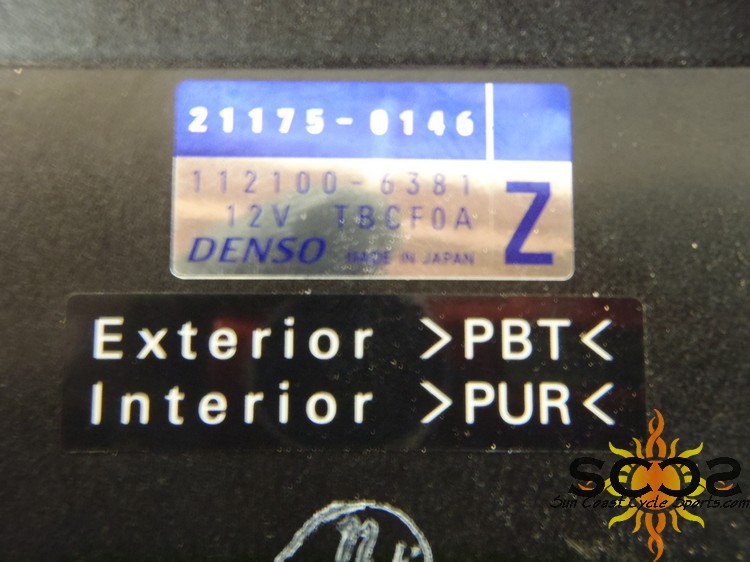 21175-0146
112100-6381
12V TBCF0A
DENSO MADE IN JAPAN
Z
Exterior >PBT<
Interior >PUR<
SCCS
Sun Coast Cycle Sports.com